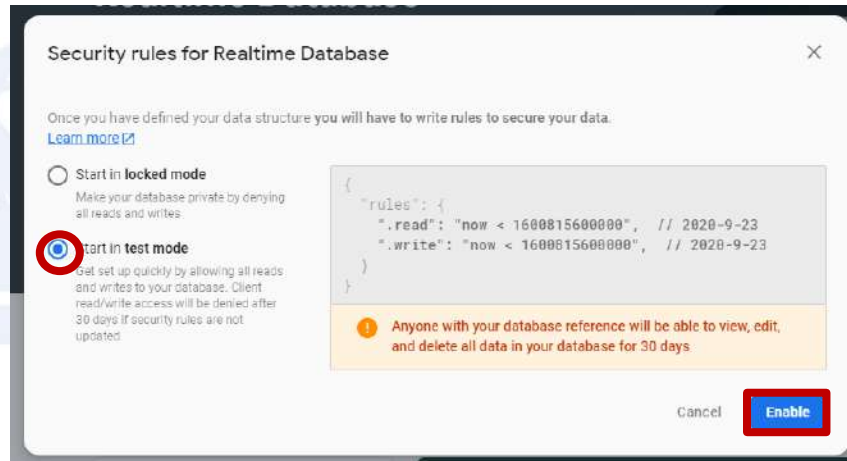 Realtime Database
Security rules for Realtime Database
Once you have defined your data structure you will have to write rules to secure your data.
Learn more
Start in locked mode
Make your database private by denying
all reads and writes
Start in test mode
Get set up quickly by allowing all reads
and writes to your database. Client
read/write access will be denied after
30 days if security rules are not
updated
{
"rules": {
".read": "now < 1600815600000", // 2020-9-23
".write": "now < 1600815600000", // 2020-9-23
}
}
! Anyone with your database reference will be able to view, edit,
and delete all data in your database for 30 days
Cancel
Enable